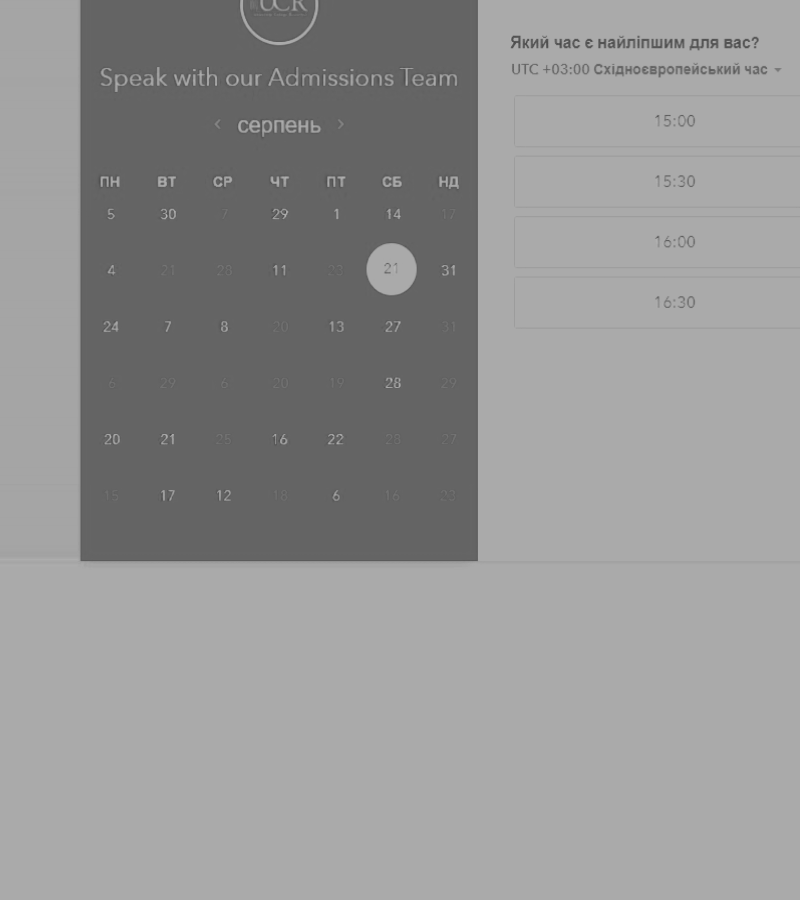 UCR
Speak with our Admissions Team
серпень
ПН ВТ СР ЧТ ПТ СБ НД
5 30 7 29 1 14 17
4 21 28 11 23 21 31
24 7 8 20 13 27 31
6 29 6 20 19 28 29
20 21 25 16 22 23 27
15 17 12 18 6 16 23
Який час є найліпшим для вас?
UTC +03:00 Східноєвропейський час
15:00
15:30
16:00
16:30